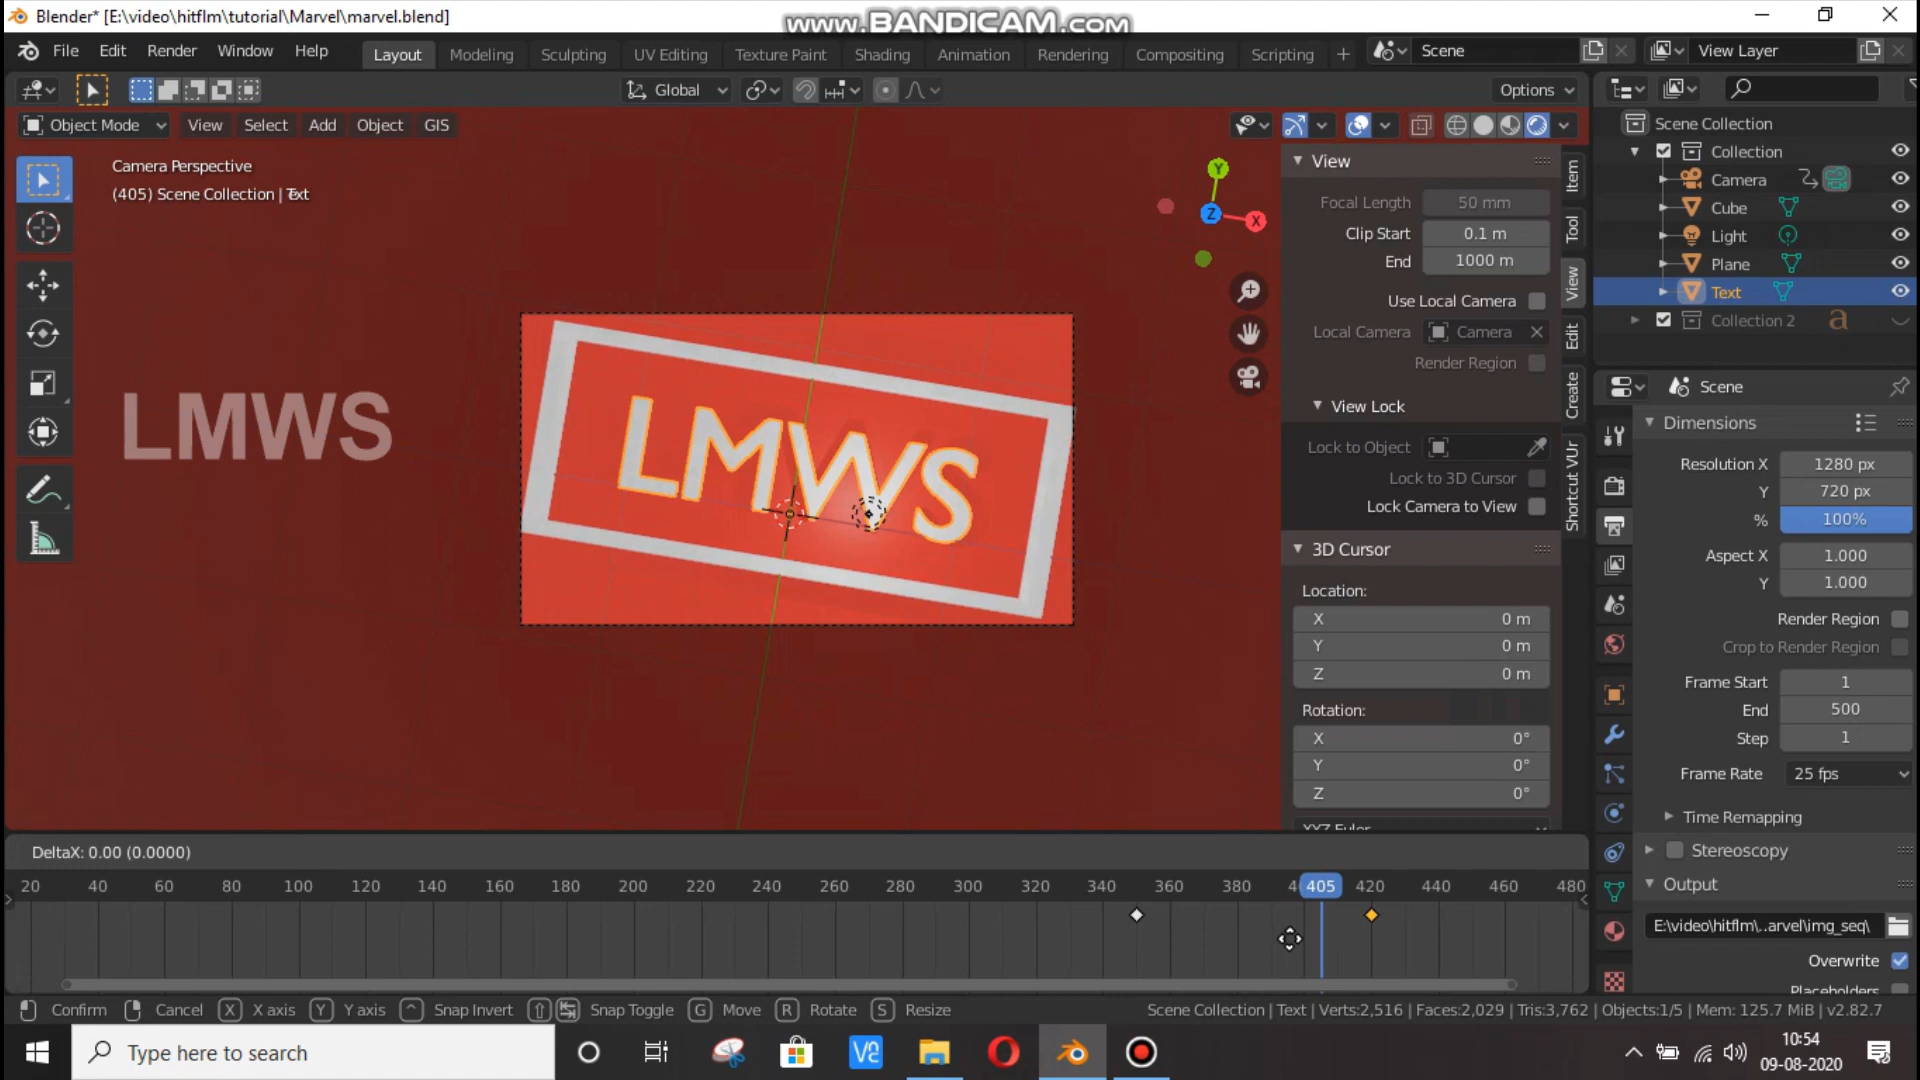 Blender* [E:\video\hitflm\tutorial\Marvel\marvel.blend]
www.BANDICAM.com
File Edit Render Window Help
Layout Modeling Sculpting UV Editing Texture Paint Shading Animation Rendering Compositing Scripting +
Scene
View Layer
Global
Options
Object Mode View Select Add Object GIS
Camera Perspective
(405) Scene Collection | Text
Y
Z
X
LMWS
LMWS
View
Focal Length 50 mm
Clip Start 0.1 m
End 1000 m
Use Local Camera
Local Camera Camera
Render Region
View Lock
Lock to Object
Lock to 3D Cursor
Lock Camera to View
3D Cursor
Location:
X 0 m
Y 0 m
Z 0 m
Rotation:
X 0°
Y 0°
Z 0°
XYZ Euler
Item
Tool
View
Edit
Create
Shortcut VUr
Scene Collection
Collection
Camera
Cube
Light
Plane
Text
Collection 2
Scene
Dimensions
Resolution X 1280 px
Y 720 px
% 100%
Aspect X 1.000
Y 1.000
Render Region
Crop to Render Region
Frame Start 1
End 500
Step 1
Frame Rate 25 fps
Time Remapping
Stereoscopy
Output
E:\video\hitflm\..arvel\img_seq\
Overwrite
Placeholders
DeltaX: 0.00 (0.0000)
20 40 60 80 100 120 140 160 180 200 220 240 260 280 300 320 340 360 380 4 405 420 440 460 480
Confirm Cancel X X axis Y Y axis Snap Invert Snap Toggle G Move R Rotate S Resize
Scene Collection | Text | Verts:2,516 | Faces:2,029 | Tris:3,762 | Objects:1/5 | Mem: 125.7 MiB | v2.82.7
Type here to search
10:54
09-08-2020